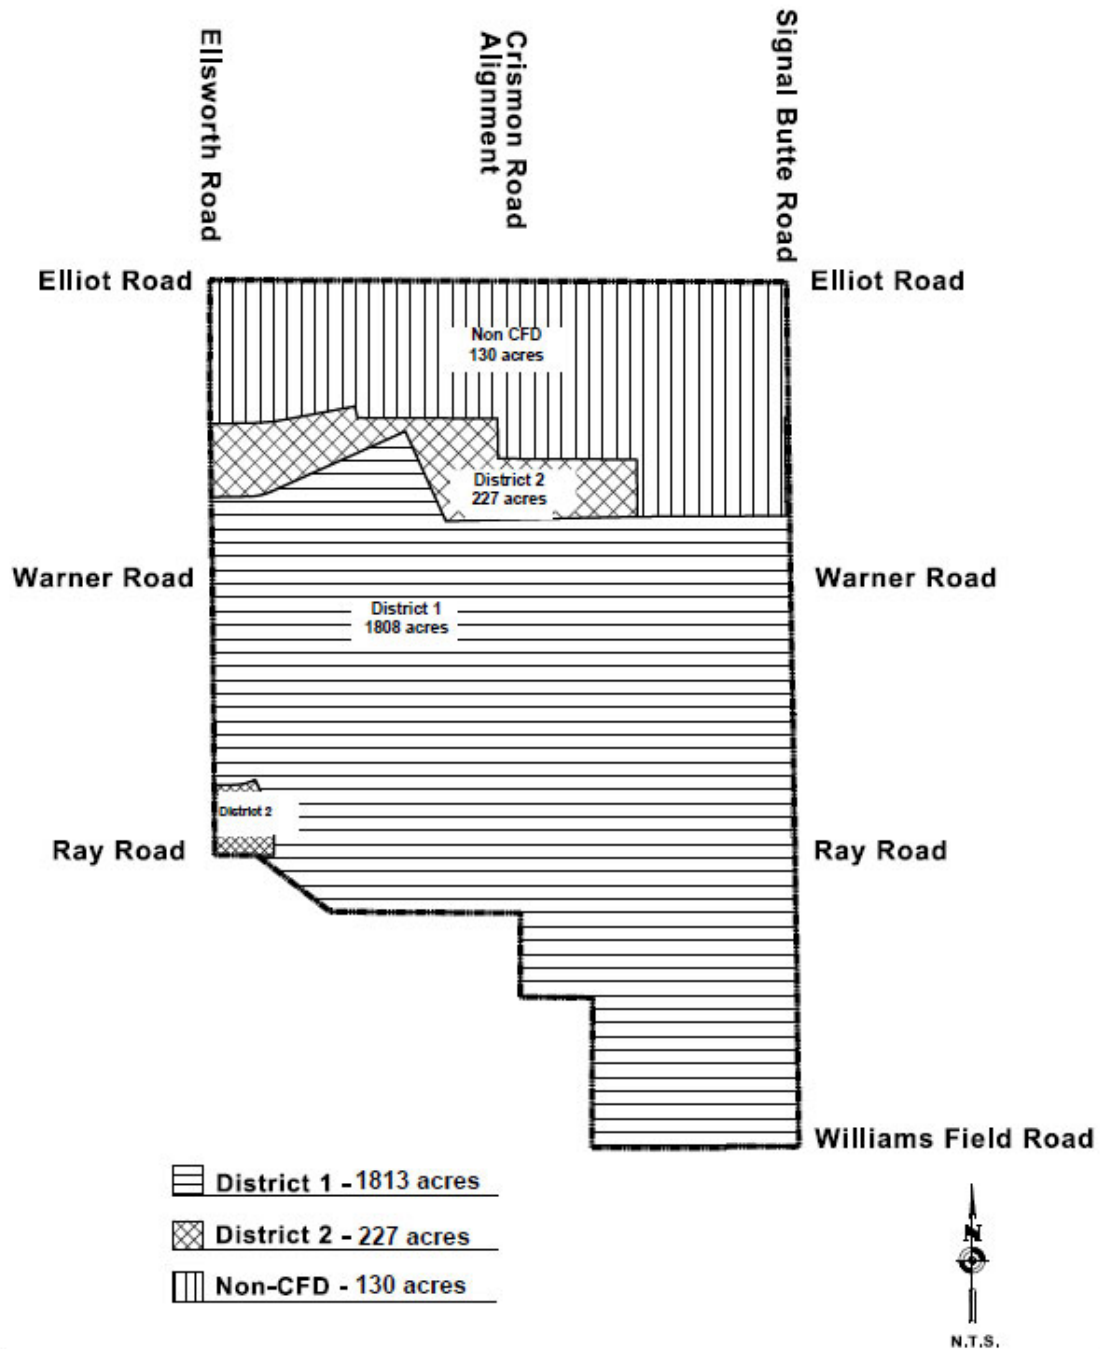 Ellsworth Road
Crismon Road
Alignment
Signal Butte Road
Elliot Road
Elliot Road
Non CFD
130 acres
District 2
227 acres
Warner Road
Warner Road
District 1
1808 acres
District 2
Ray Road
Ray Road
Williams Field Road
District 1 - 1813 acres
District 2 - 227 acres
Non-CFD - 130 acres
N
N.T.S.